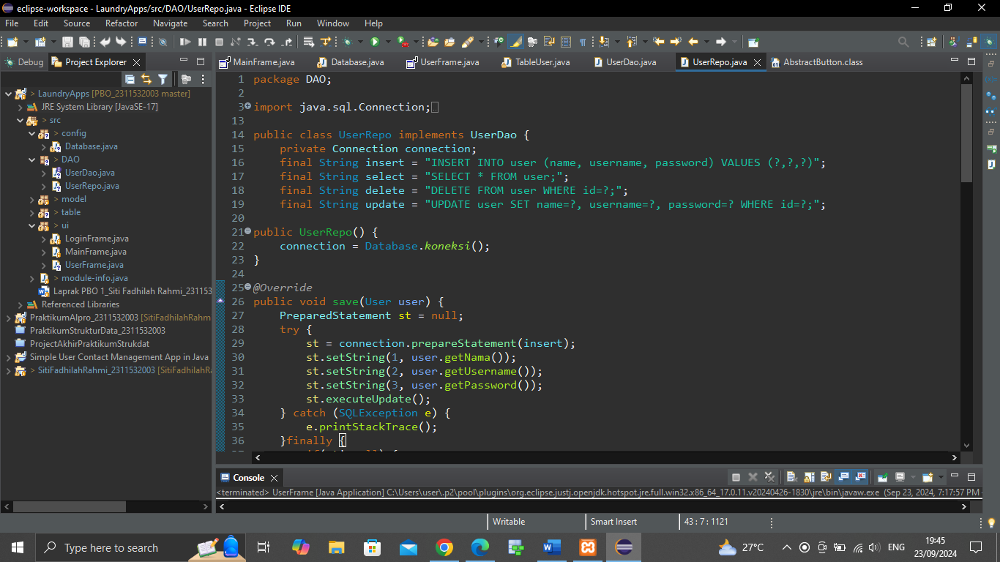 eclipse-workspace - LaundryApps/src/DAO/UserRepo.java - Eclipse IDE
File Edit Source Refactor Navigate Search Project Run Window Help
Debug Project Explorer
MainFrame.java Database.java UserFrame.java TableUser.java UserDao.java UserRepo.java AbstractButton.class
> LaundryApps [PBO_2311532003 master]
JRE System Library [JavaSE-17]
> src
> config
> Database.java
> DAO
> UserDao.java
> UserRepo.java
> model
> table
> ui
> LoginFrame.java
> MainFrame.java
> UserFrame.java
> module-info.java
Laprak PBO 1_Siti Fadhilah Rahmi_231153
Referenced Libraries
PraktikumAlpro_2311532003 [SitiFadhilahRahm
PraktikumStrukturData_2311532003
ProjectAkhirPraktikumStrukdat
Simple User Contact Management App in Java
> SitiFadhilahRahmi_2311532003 [SitiFadhilahRa
1 package DAO;
2
3 import java.sql.Connection;
13
14 public class UserRepo implements UserDao {
15 private Connection connection;
16 final String insert = "INSERT INTO user (name, username, password) VALUES (?,?,?)";
17 final String select = "SELECT * FROM user;";
18 final String delete = "DELETE FROM user WHERE id=?;";
19 final String update = "UPDATE user SET name=?, username=?, password=? WHERE id=?;";
20
21 public UserRepo() {
22 connection = Database.koneksi();
23 }
24
25 @Override
26 public void save(User user) {
27 PreparedStatement st = null;
28 try {
29 st = connection.prepareStatement(insert);
30 st.setString(1, user.getNama());
31 st.setString(2, user.getUsername());
32 st.setString(3, user.getPassword());
33 st.executeUpdate();
34 } catch (SQLException e) {
35 e.printStackTrace();
36 }finally {
Console
<terminated> UserFrame [Java Application] C:\Users\user\.p2\pool\plugins\org.eclipse.justj.openjdk.hotspot.jre.full.win32.x86_64_17.0.11.v20240426-1830\jre\bin\javaw.exe (Sep 23, 2024, 7:17:57 PM
Writable Smart Insert 43 : 7 : 1121
Type here to search
27°C
ENG
19:45
23/09/2024